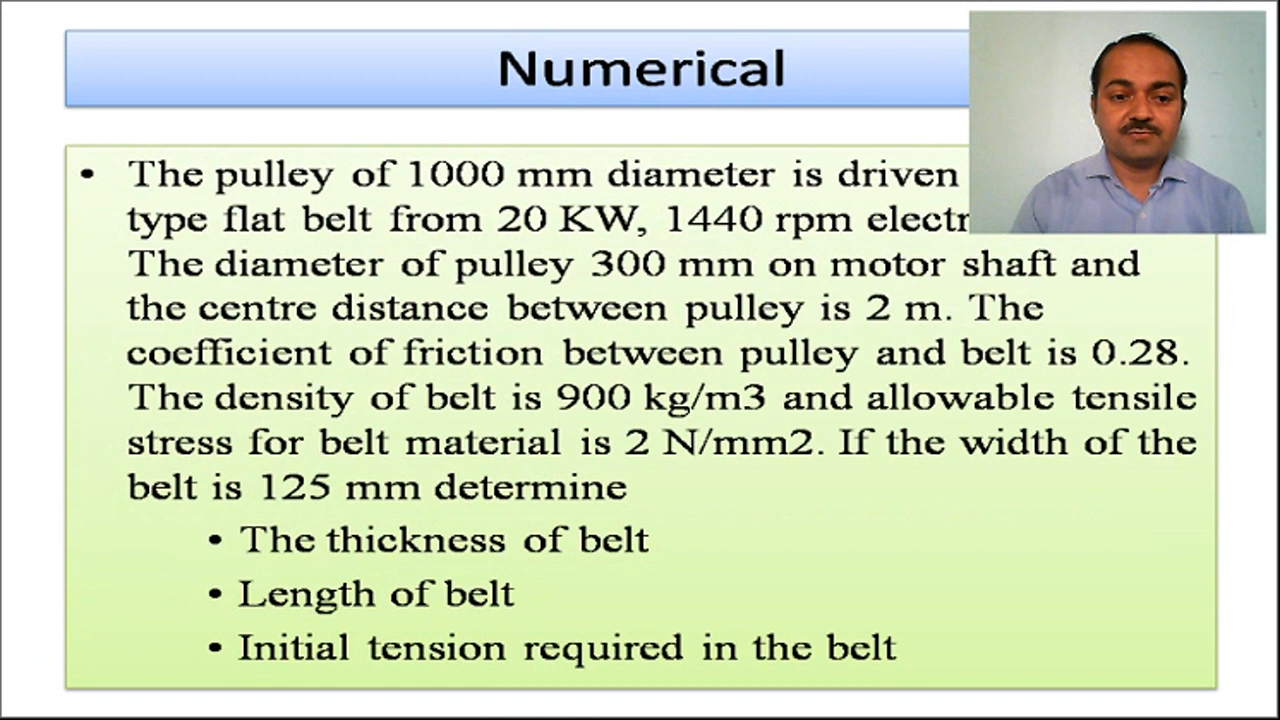 Numerical
• The pulley of 1000 mm diameter is driven
type flat belt from 20 KW, 1440 rpm
The diameter of pulley 300 mm on motor shaft and
the centre distance between pulley is 2 m. The
coefficient of friction between pulley and belt is 0.28.
The density of belt is 900 kg/m3 and allowable tensile
stress for belt material is 2 N/mm2. If the width of the
belt is 125 mm determine
• The thickness of belt
• Length of belt
• Initial tension required in the belt